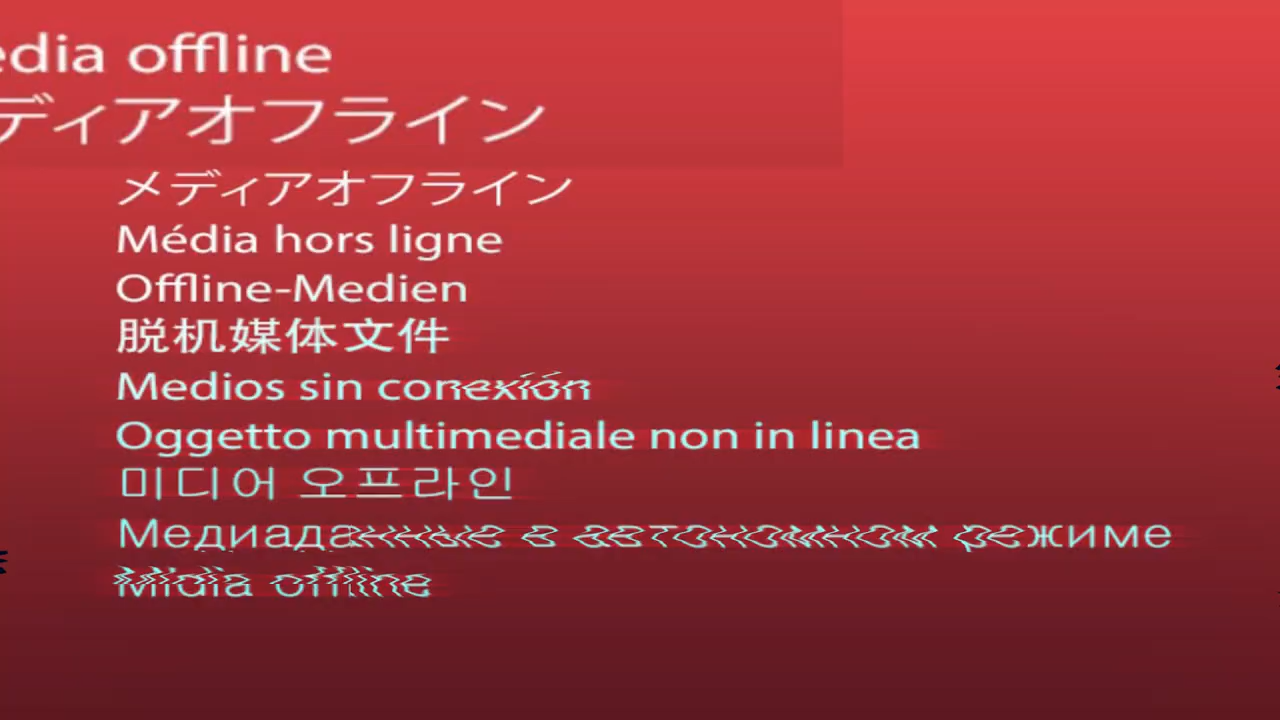 edia offline
ディアオフライン
メディアオフライン
Média hors ligne
Offline-Medien
脱机媒体文件
Medios sin conexión
Oggetto multimediale non in linea
미디어 오프라인
Медиаданные в автономном режиме
Mídia offline